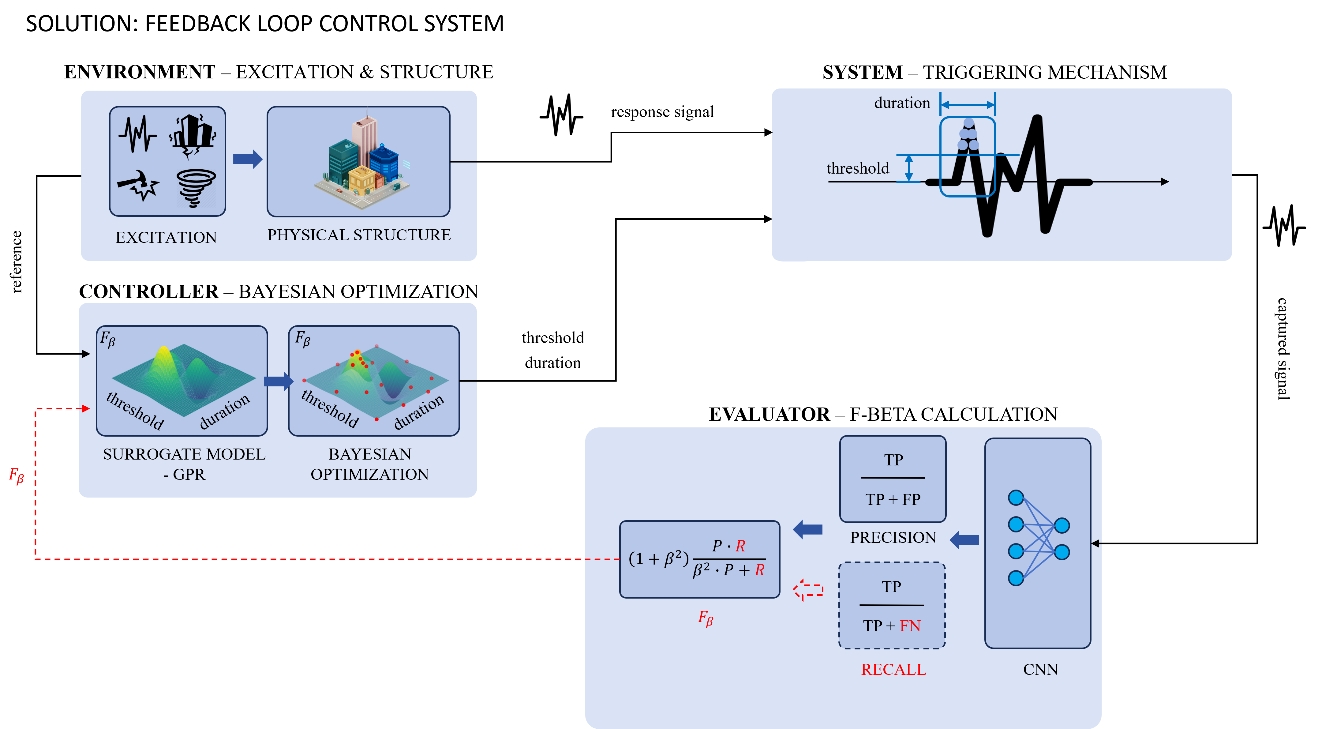 SOLUTION: FEEDBACK LOOP CONTROL SYSTEM
ENVIRONMENT – EXCITATION & STRUCTURE
EXCITATION
PHYSICAL STRUCTURE
response signal
SYSTEM – TRIGGERING MECHANISM
duration
threshold
reference
CONTROLLER – BAYESIAN OPTIMIZATION
Fβ
threshold
duration
SURROGATE MODEL
- GPR
Fβ
threshold
duration
BAYESIAN
OPTIMIZATION
threshold
duration
captured signal
Fβ
EVALUATOR – F-BETA CALCULATION
TP
TP + FP
PRECISION
TP
TP + FN
RECALL
CNN
(1 + β²) P · R
β² · P + R
Fβ